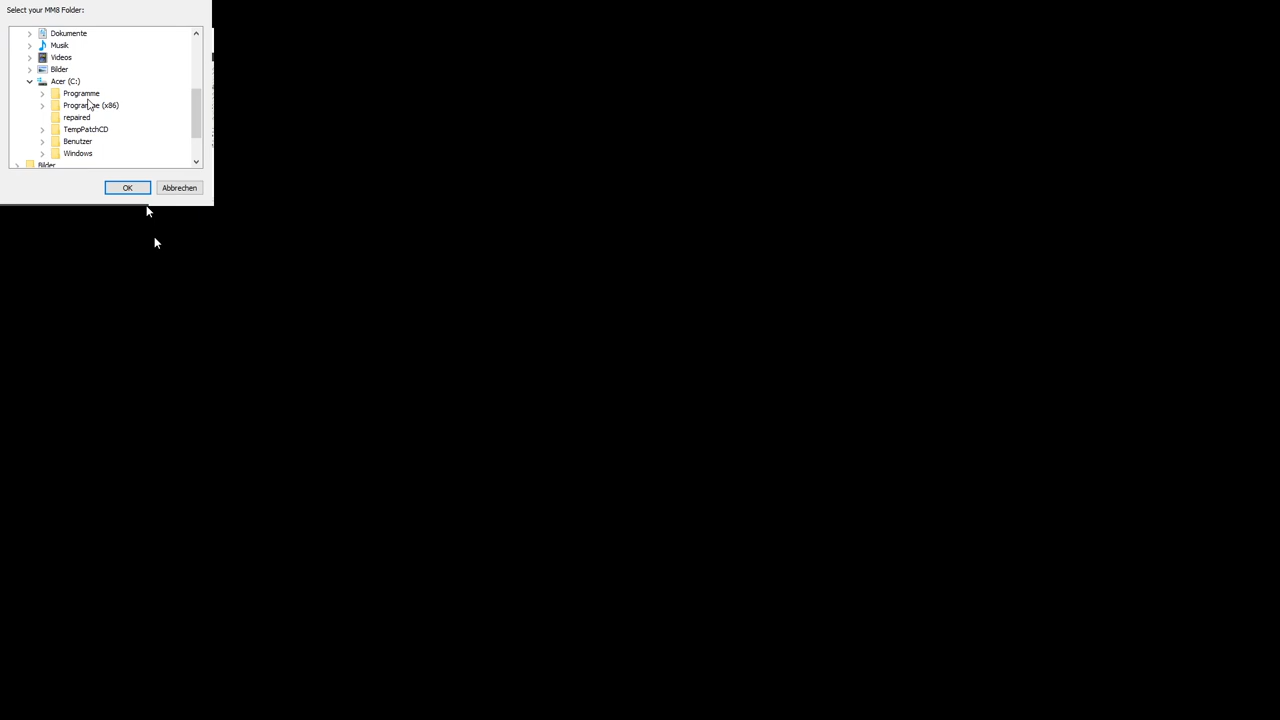 Select your MM8 Folder:
Dokumente
Musik
Videos
Bilder
Acer (C:)
Programme
Programme (x86)
repaired
TempPatchCD
Benutzer
Windows
Bilder
OK
Abbrechen